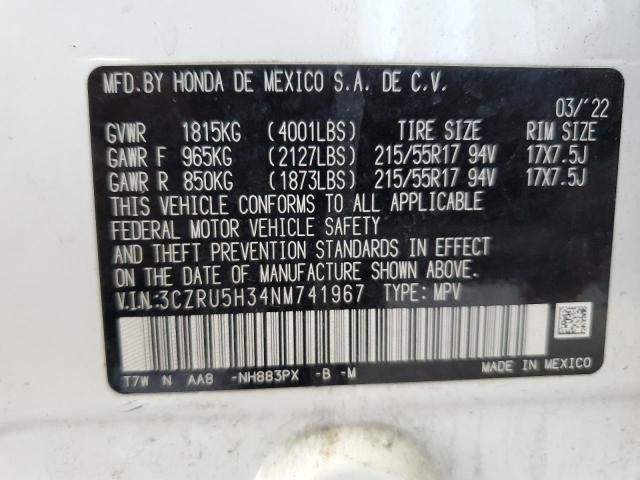 MFD.BY HONDA DE MEXICO S.A. DE C.V.
03/'22
GVWR 1815KG (4001LBS) TIRE SIZE RIM SIZE
GAWR F 965KG (2127LBS) 215/55R17 94V 17X7.5J
GAWR R 850KG (1873LBS) 215/55R17 94V 17X7.5J
THIS VEHICLE CONFORMS TO ALL APPLICABLE
FEDERAL MOTOR VEHICLE SAFETY
AND THEFT PREVENTION STANDARDS IN EFFECT
ON THE DATE OF MANUFACTURE SHOWN ABOVE.
V.I.N:3CZRU5H34NM741967 TYPE: MPV
T7W N AA8 -NH883PX -B -M MADE IN MEXICO